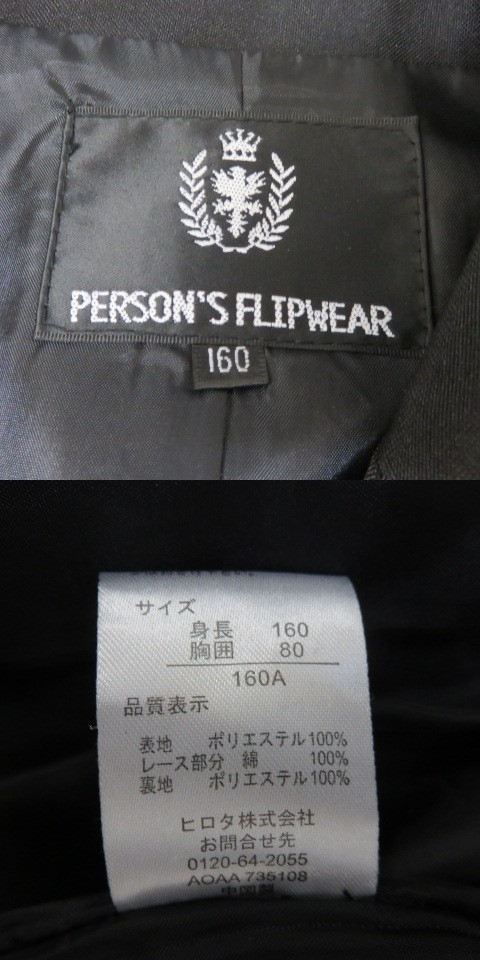 PERSON'S FLIPWEAR
160
サイズ
身長 160
胸囲 80
160A
品質表示
表地 ポリエステル100%
レース部分 綿 100%
裏地 ポリエステル100%
ヒロタ株式会社
お問合せ先
0120-64-2055
AOAA 735108
中国製